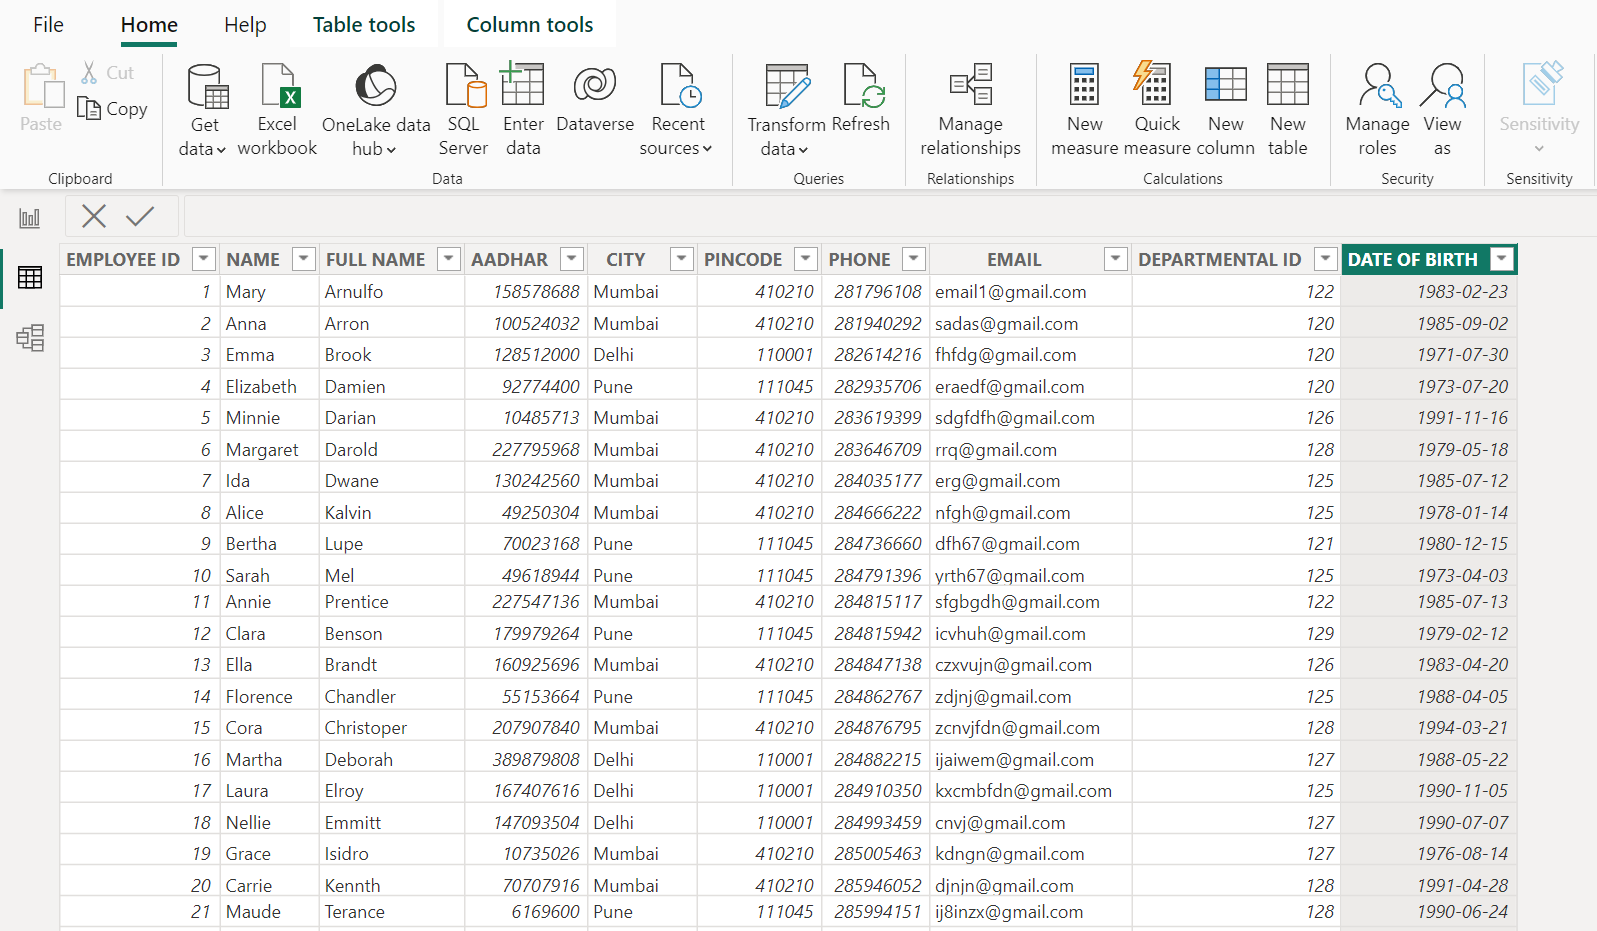 File Home Help Table tools Column tools
Paste Cut Copy
Get data Excel workbook OneLake data hub SQL Server Enter data Dataverse Recent sources Transform data Refresh Manage relationships New measure Quick measure New column New table Manage roles View as Sensitivity
Clipboard Data Queries Relationships Calculations Security Sensitivity
EMPLOYEE ID NAME FULL NAME AADHAR CITY PINCODE PHONE EMAIL DEPARTMENTAL ID DATE OF BIRTH
1 Mary Arnulfo 158578688 Mumbai 410210 281796108 email1@gmail.com 122 1983-02-23
2 Anna Arron 100524032 Mumbai 410210 281940292 sadas@gmail.com 120 1985-09-02
3 Emma Brook 128512000 Delhi 110001 282614216 fhfdg@gmail.com 120 1971-07-30
4 Elizabeth Damien 92774400 Pune 111045 282935706 eraedf@gmail.com 120 1973-07-20
5 Minnie Darian 10485713 Mumbai 410210 283619399 sdgfdfh@gmail.com 126 1991-11-16
6 Margaret Darold 227795968 Mumbai 410210 283646709 rrq@gmail.com 128 1979-05-18
7 Ida Dwane 130242560 Mumbai 410210 284035177 erg@gmail.com 125 1985-07-12
8 Alice Kalvin 49250304 Mumbai 410210 284666222 nfgh@gmail.com 125 1978-01-14
9 Bertha Lupe 70023168 Pune 111045 284736660 dfh67@gmail.com 121 1980-12-15
10 Sarah Mel 49618944 Pune 111045 284791396 yrth67@gmail.com 125 1973-04-03
11 Annie Prentice 227547136 Mumbai 410210 284815117 sfgbgdh@gmail.com 122 1985-07-13
12 Clara Benson 179979264 Pune 111045 284815942 icvhuh@gmail.com 129 1979-02-12
13 Ella Brandt 160925696 Mumbai 410210 284847138 czxvujn@gmail.com 126 1983-04-20
14 Florence Chandler 55153664 Pune 111045 284862767 zdjnj@gmail.com 125 1988-04-05
15 Cora Christoper 207907840 Mumbai 410210 284876795 zcnvjfdn@gmail.com 128 1994-03-21
16 Martha Deborah 389879808 Delhi 110001 284882215 ijaiwem@gmail.com 127 1988-05-22
17 Laura Elroy 167407616 Delhi 110001 284910350 kxcmbfdn@gmail.com 125 1990-11-05
18 Nellie Emmitt 147093504 Delhi 110001 284993459 cnvj@gmail.com 127 1990-07-07
19 Grace Isidro 10735026 Mumbai 410210 285005463 kdngn@gmail.com 127 1976-08-14
20 Carrie Kennth 70707916 Mumbai 410210 285946052 djnjn@gmail.com 128 1991-04-28
21 Maude Terance 6169600 Pune 111045 285994151 ij8inzx@gmail.com 128 1990-06-24